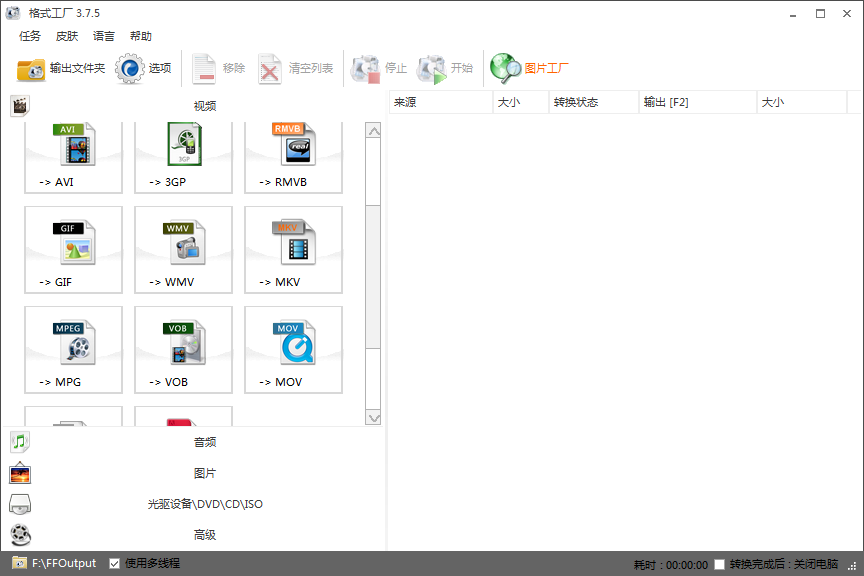 格式工厂 3.7.5
任务 皮肤 语言 帮助
输出文件夹 选项 移除 清空列表 停止 开始 图片工厂
视频
来源 大小 转换状态 输出 [F2] 大小
AVI 3GP RMVB real
-> AVI -> 3GP -> RMVB
GIF WMV MKV
-> GIF -> WMV -> MKV
MPEG VOB MOV
-> MPG -> VOB -> MOV
音频
图片
光驱设备\DVD\CD\ISO
高级
F:\FFOutput 使用多线程 耗时 : 00:00:00 转换完成后 : 关闭电脑